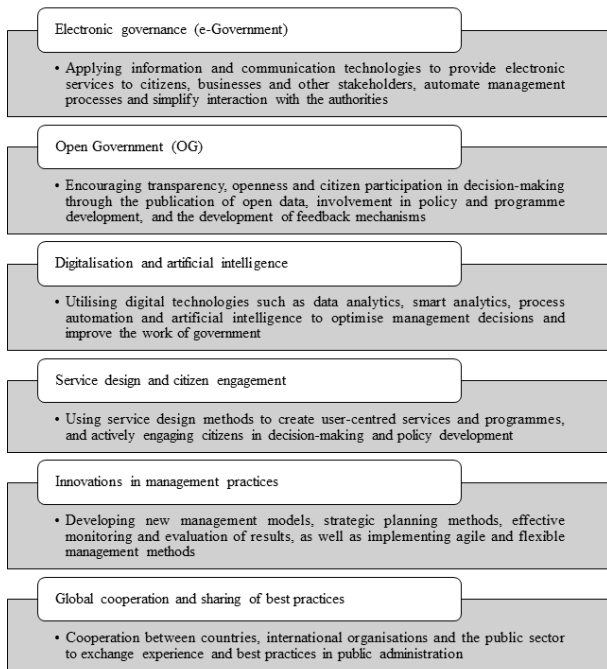 Electronic governance (e-Government)
• Applying information and communication technologies to provide electronic
services to citizens, businesses and other stakeholders, automate management
processes and simplify interaction with the authorities
Open Government (OG)
• Encouraging transparency, openness and citizen participation in decision-making
through the publication of open data, involvement in policy and programme
development, and the development of feedback mechanisms
Digitalisation and artificial intelligence
• Utilising digital technologies such as data analytics, smart analytics, process
automation and artificial intelligence to optimise management decisions and
improve the work of government
Service design and citizen engagement
• Using service design methods to create user-centred services and programmes,
and actively engaging citizens in decision-making and policy development
Innovations in management practices
• Developing new management models, strategic planning methods, effective
monitoring and evaluation of results, as well as implementing agile and flexible
management methods
Global cooperation and sharing of best practices
• Cooperation between countries, international organisations and the public sector
to exchange experience and best practices in public administration